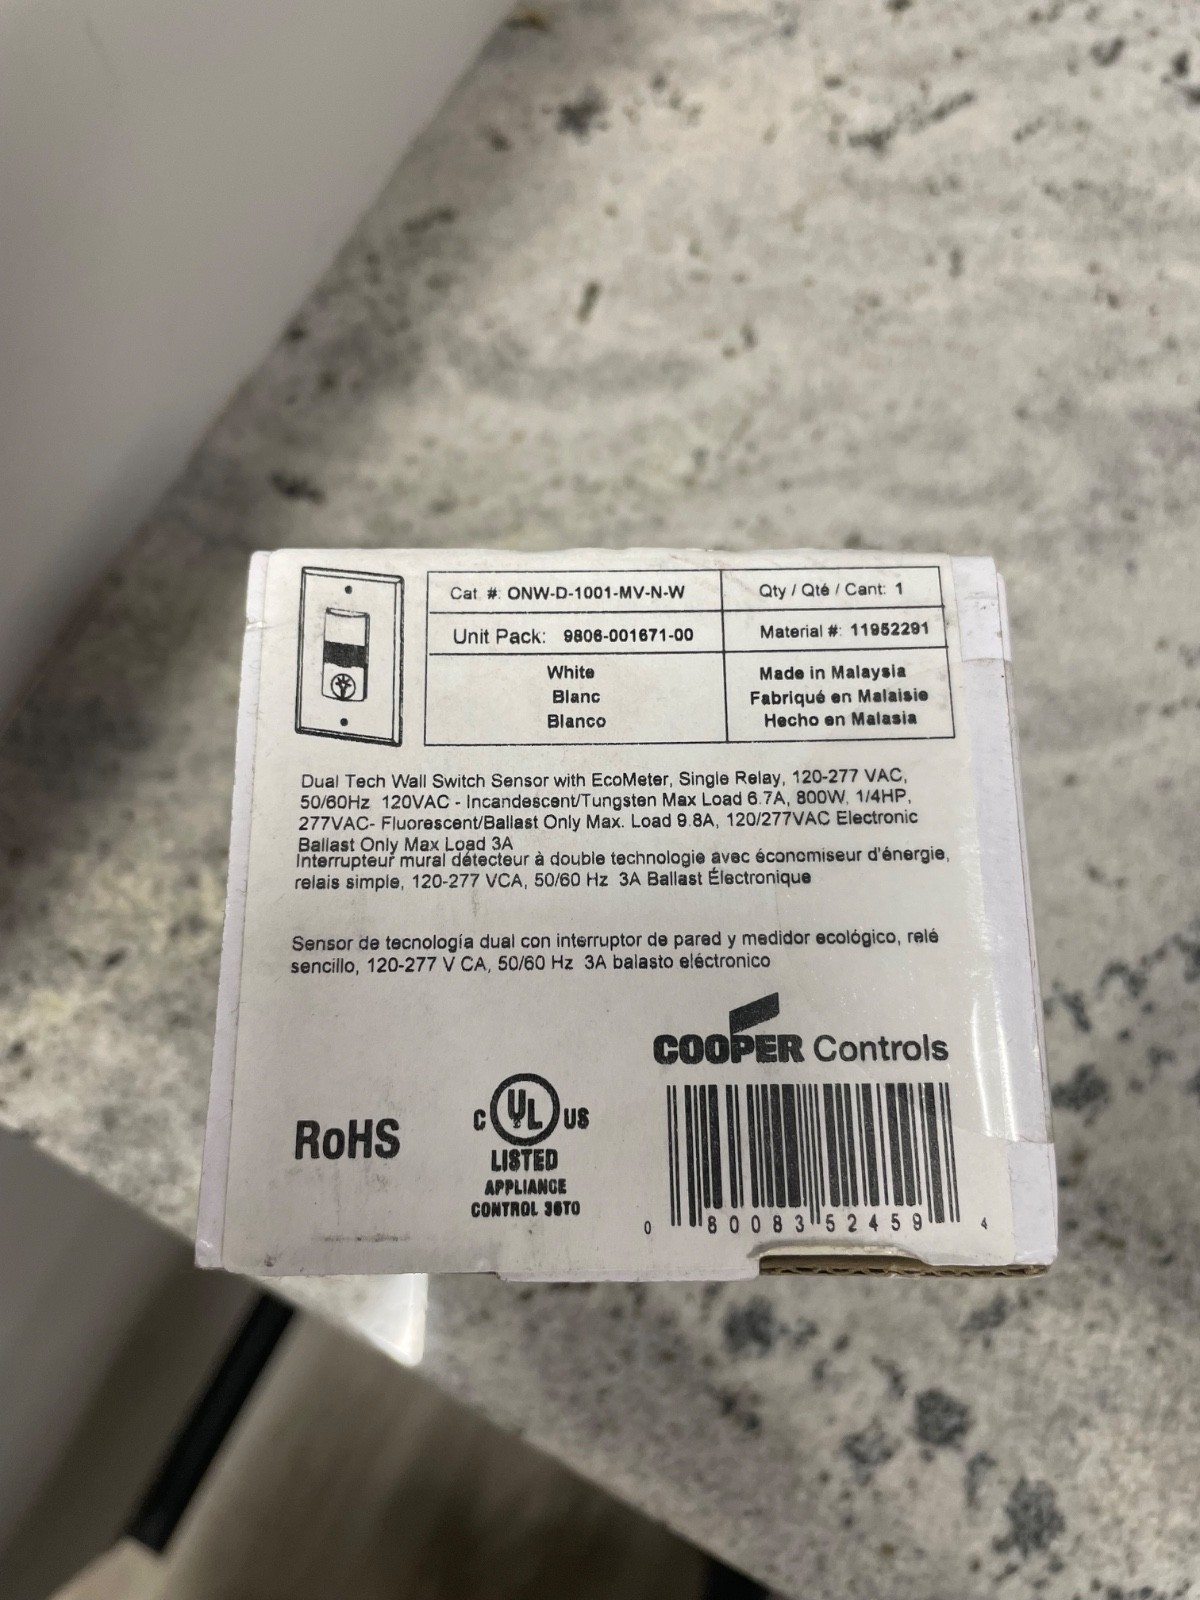 Cat. #: ONW-D-1001-MV-N-W
Qty / Qté / Cant: 1
Unit Pack: 9806-001671-00
Material #: 11952291
White
Blanc
Blanco
Made in Malaysia
Fabriqué en Malaisie
Hecho en Malasia
Dual Tech Wall Switch Sensor with EcoMeter, Single Relay, 120-277 VAC,
50/60Hz 120VAC - Incandescent/Tungsten Max Load 6.7A, 800W, 1/4HP,
277VAC- Fluorescent/Ballast Only Max. Load 9.8A, 120/277VAC Electronic
Ballast Only Max Load 3A
Interrupteur mural détecteur à double technologie avec économiseur d'énergie,
relais simple, 120-277 VCA, 50/60 Hz 3A Ballast Électronique
Sensor de tecnología dual con interruptor de pared y medidor ecológico, relé
sencillo, 120-277 V CA, 50/60 Hz 3A balasto eléctronico
COOPER Controls
RoHS
C UL US
LISTED
APPLIANCE
CONTROL 36T0
0 80083 52459 4